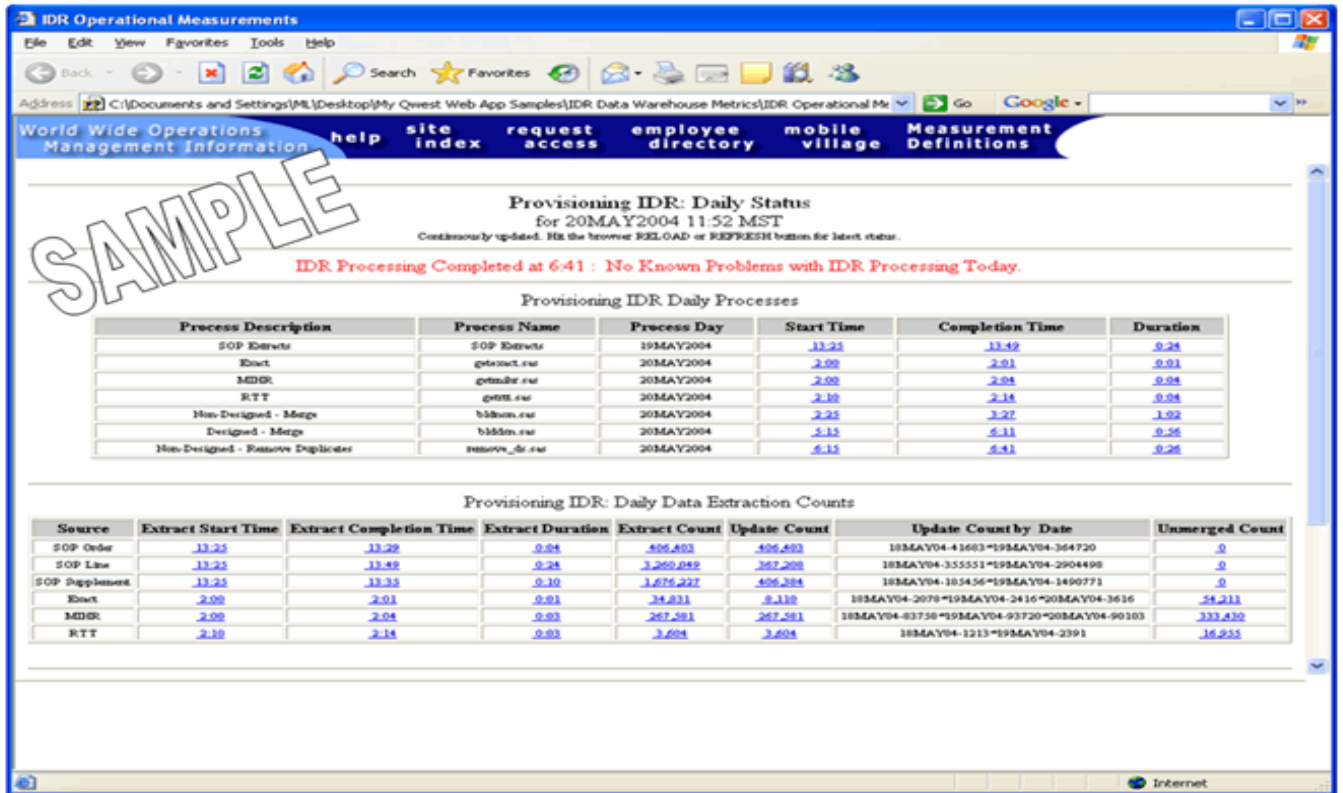 IDR Operational Measurements
File Edit View Favorites Tools Help
Back Search Favorites
Address C:\Documents and Settings\ML\Desktop\My Qwest Web App Samples\IDR Data Warehouse Metrics\IDR Operational Me Go Google
World Wide Operations Management Information help site index request access employee directory mobile village Measurement Definitions
SAMPLE
Provisioning IDR: Daily Status
for 20MAY2004 11:52 MST
Continuously updated. Hit the browser RELOAD or REFRESH button for latest status.
IDR Processing Completed at 6:41 : No Known Problems with IDR Processing Today.
Provisioning IDR Daily Processes
Process Description Process Name Process Day Start Time Completion Time Duration
SOP Extracts SOP Extracts 19MAY2004 13:25 13:49 0:24
Exact getexact.sas 20MAY2004 2:00 2:01 0:01
MDHR 20MAY2004 2:00 2:04 0:04
RTT 20MAY2004 2:10 2:14 0:04
Non-Designed - Merge 20MAY2004 2:25 3:27 1:02
Designed - Merge 20MAY2004 5:15 6:11 0:56
Non-Designed - Remove Duplicates 20MAY2004 6:15 6:41 0:26
Provisioning IDR: Daily Data Extraction Counts
Source Extract Start Time Extract Completion Time Extract Duration Extract Count Update Count Update Count by Date Unmerged Count
SOP Order 13:25 13:29 0:04 406,403 406,403 18MAY04-41683*19MAY04-364720 0
SOP Line 13:25 13:49 0:24 3,260,049 367,208 18MAY04-355551*19MAY04-2904498 0
SOP Supplement 13:25 13:35 0:10 1,676,227 406,384 18MAY04-185456*19MAY04-1490771 0
Exact 2:00 2:01 0:01 34,831 8,110 18MAY04-2078*19MAY04-2416*20MAY04-3616 54,211
MDHR 2:00 2:04 0:03 267,581 267,581 18MAY04-83758*19MAY04-93720*20MAY04-90103 333,430
RTT 2:10 2:14 0:03 3,604 3,604 18MAY04-1213*19MAY04-2391 16,955
Internet